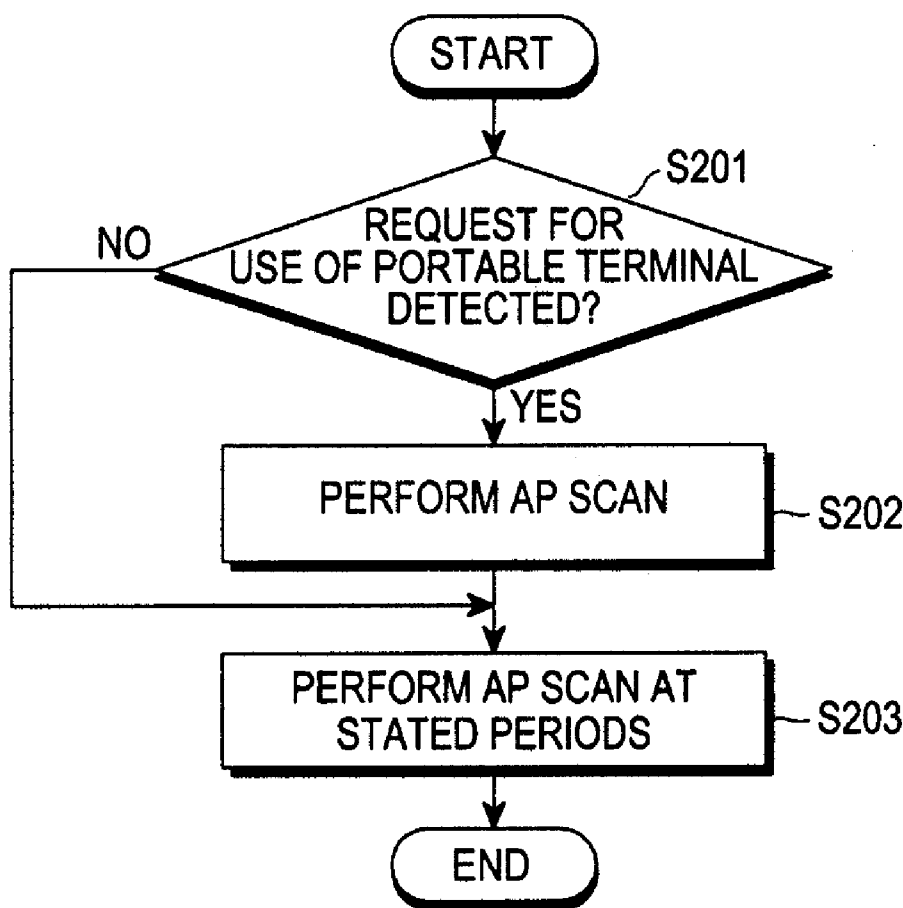 START
S201
REQUEST FOR
USE OF PORTABLE TERMINAL
DETECTED?
NO
YES
PERFORM AP SCAN
S202
PERFORM AP SCAN AT
STATED PERIODS
S203
END